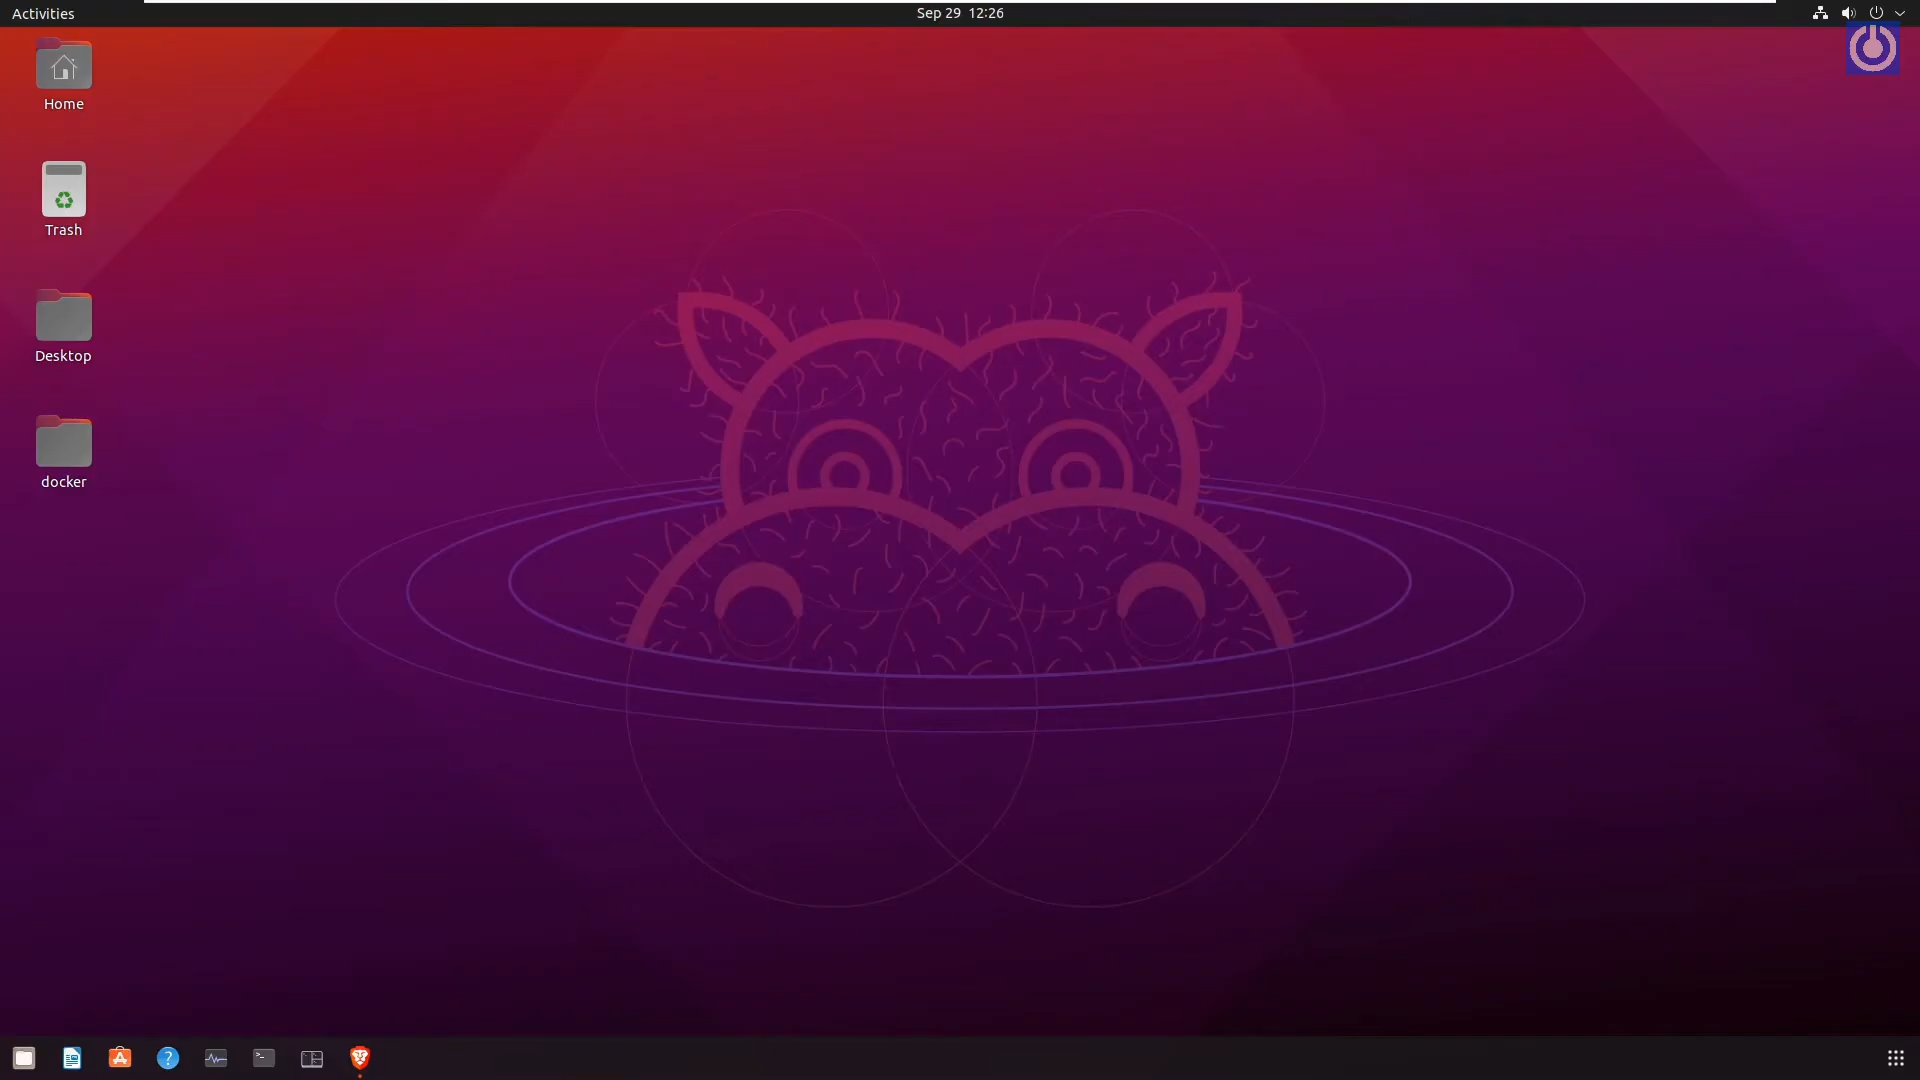 Activities
Sep 29 12:26
Home
Trash
Desktop
docker